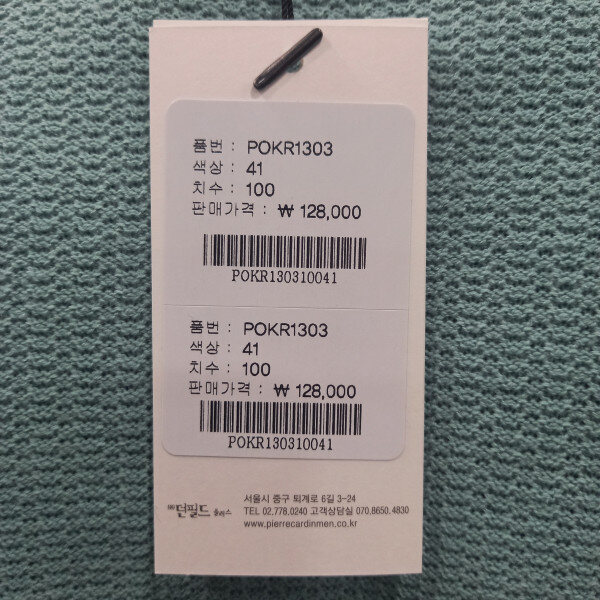 품번 : POKR1303
색상 : 41
치수 : 100
판매가격 : ₩ 128,000
POKR130310041
품번 : POKR1303
색상 : 41
치수 : 100
판매가격 : ₩ 128,000
POKR130310041
서울시 중구 퇴계로 6길 3-24
던필드 플러스 TEL 02.778.0240 고객상담실 070.8650.4830
www.pierrecardinmen.co.kr